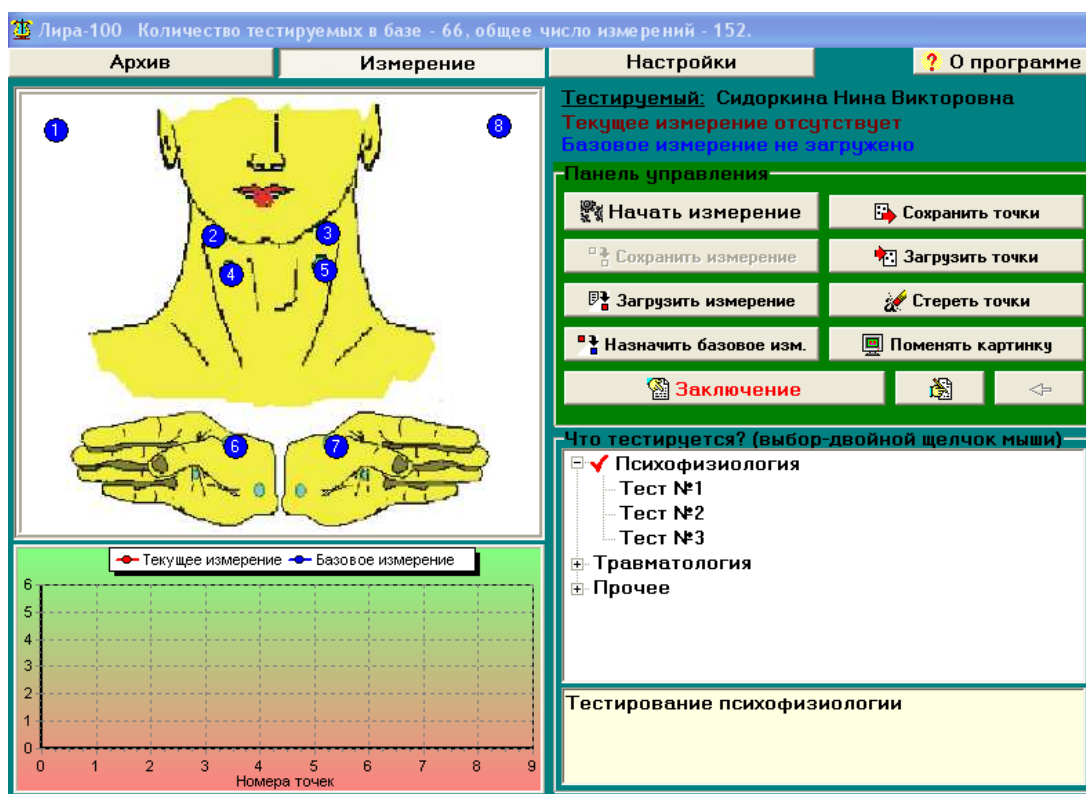 Лира-100 Количество тестируемых в базе - 66, общее число измерений - 152.
Архив
Измерение
Настройки
? О программе
Тестируемый: Сидоркина Нина Викторовна
Текущее измерение отсутствует
Базовое измерение не загружено
1
8
2
3
4
5
6
7
Панель управления
Начать измерение
Сохранить точки
Сохранить измерение
Загрузить точки
Загрузить измерение
Стереть точки
Назначить базовое изм.
Поменять картинку
Заключение
Что тестируется? (выбор-двойной щелчок мыши)
Психофизиология
Тест №1
Тест №2
Тест №3
Травматология
Прочее
Тестирование психофизиологии
Текущее измерение Базовое измерение
6
5
4
3
2
1
0
0 1 2 3 4 5 6 7 8 9
Номера точек